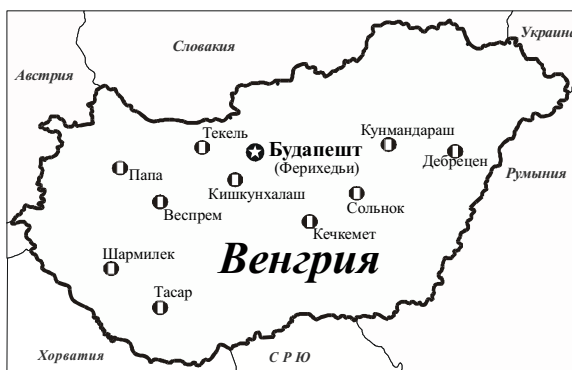 Украина
Словакия
Австрия
Текель
Кунмандараш
Будапешт
(Ферихедьи)
Дебрецен
Папа
Румыния
Кишкунхалаш
Веспрем
Сольнок
Кечкемет
Венгрия
Шармилек
Тасар
Хорватия
С Р Ю